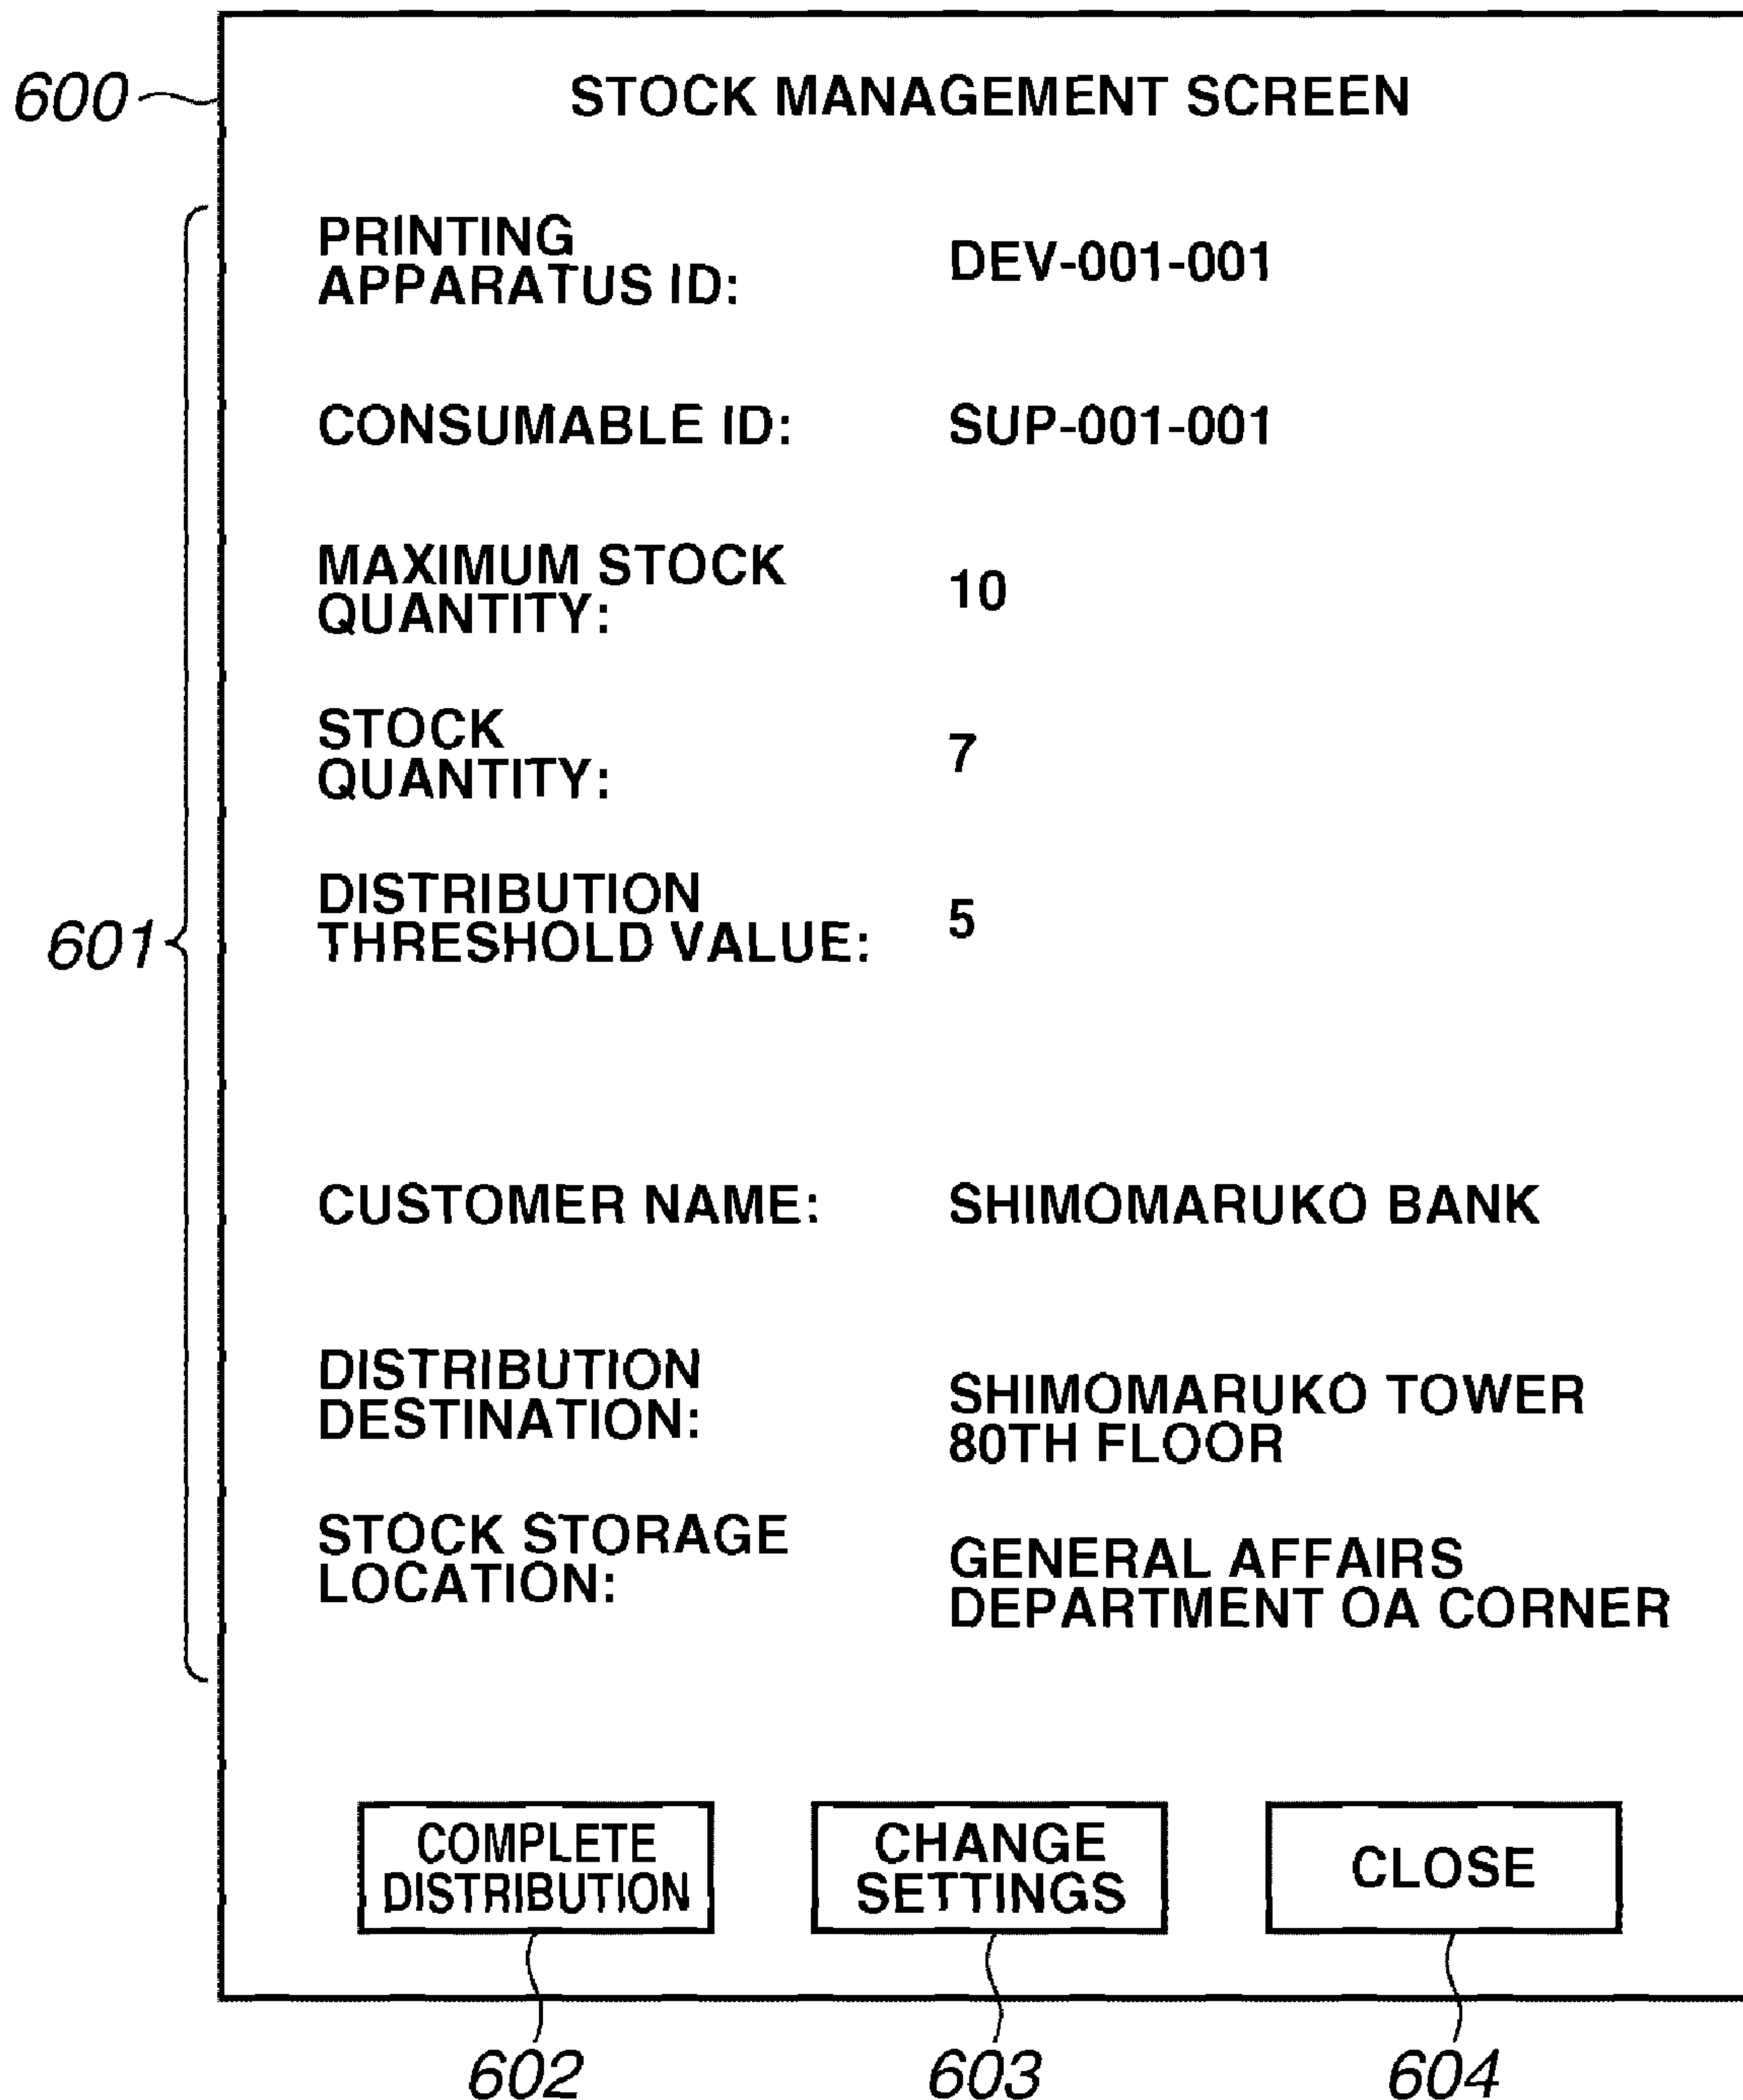 600
STOCK MANAGEMENT SCREEN
PRINTING
APPARATUS ID:
DEV-001-001
CONSUMABLE ID:
SUP-001-001
MAXIMUM STOCK
QUANTITY:
10
STOCK
QUANTITY:
7
DISTRIBUTION
THRESHOLD VALUE:
5
601
CUSTOMER NAME:
SHIMOMARUKO BANK
DISTRIBUTION
DESTINATION:
SHIMOMARUKO TOWER
80TH FLOOR
STOCK STORAGE
LOCATION:
GENERAL AFFAIRS
DEPARTMENT OA CORNER
COMPLETE
DISTRIBUTION
CHANGE
SETTINGS
CLOSE
602
603
604